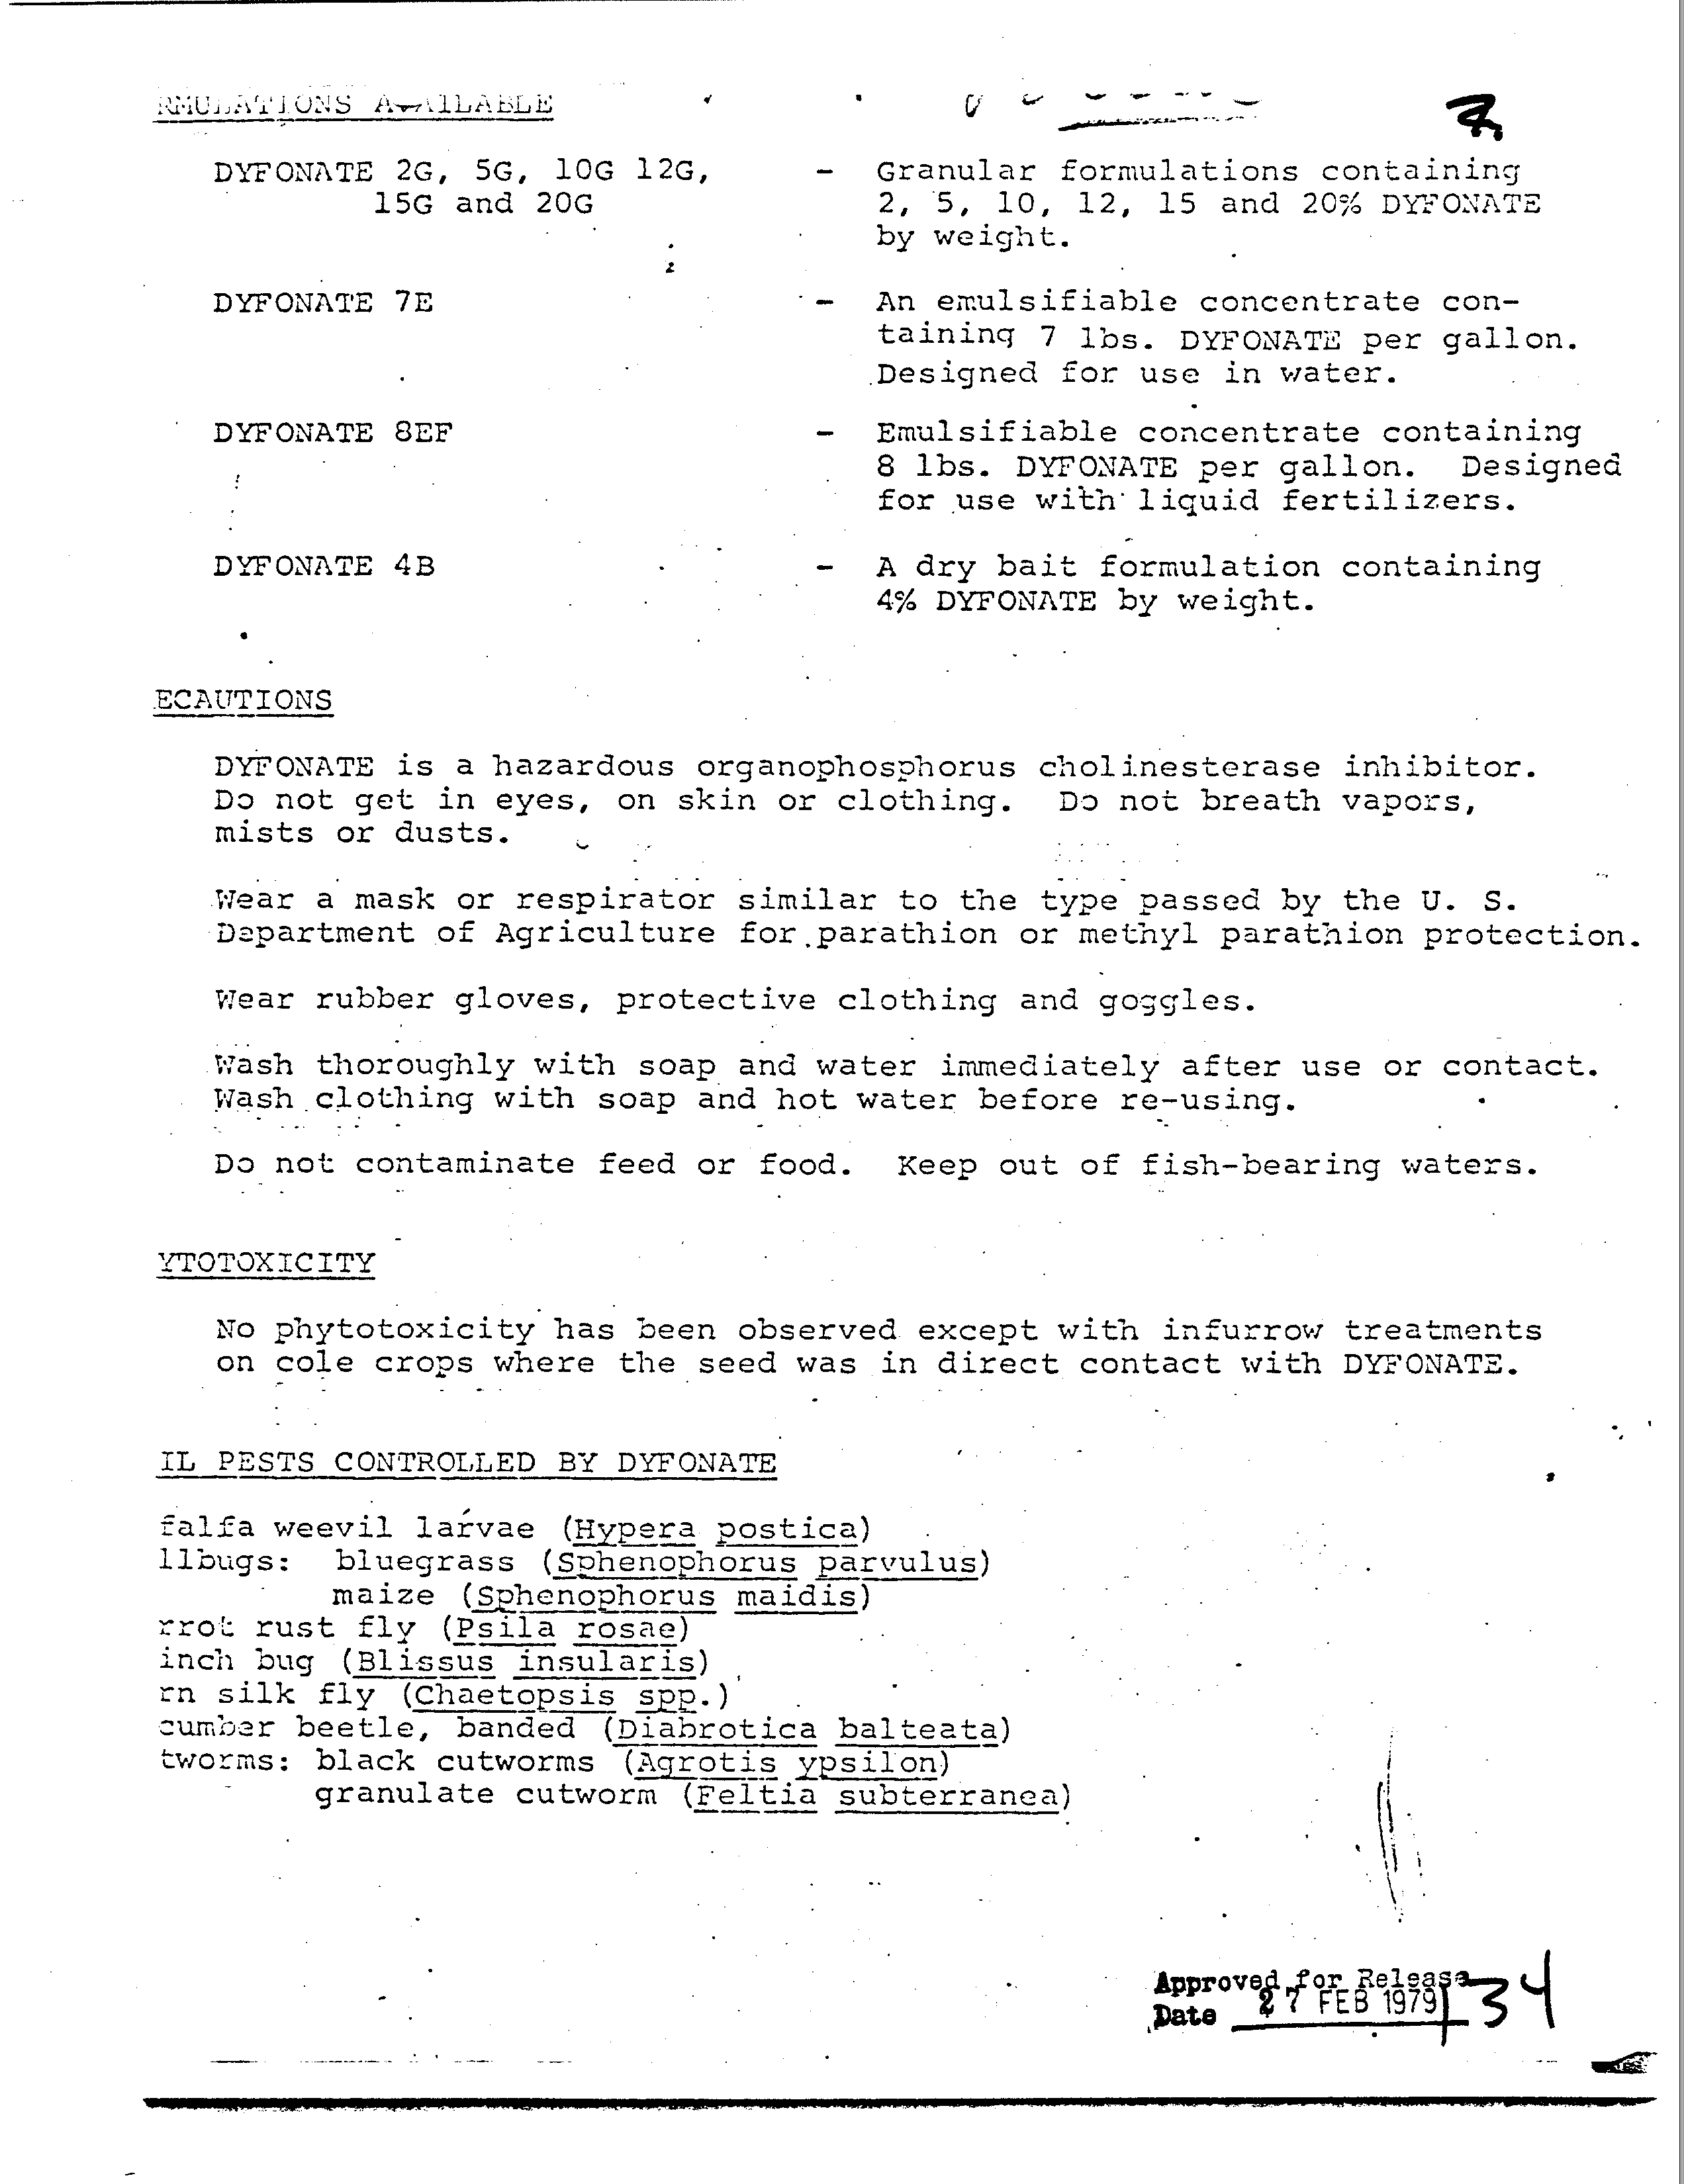 RMULATIONS AVAILABLE
DYFONATE 2G, 5G, 10G 12G, - Granular formulations containing
15G and 20G 2, 5, 10, 12, 15 and 20% DYFONATE
by weight.
DYFONATE 7E - An emulsifiable concentrate con-
taining 7 lbs. DYFONATE per gallon.
Designed for use in water.
DYFONATE 8EF - Emulsifiable concentrate containing
8 lbs. DYFONATE per gallon. Designed
for use with liquid fertilizers.
DYFONATE 4B - A dry bait formulation containing
4% DYFONATE by weight.
ECAUTIONS
DYFONATE is a hazardous organophosphorus cholinesterase inhibitor.
Do not get in eyes, on skin or clothing. Do not breath vapors,
mists or dusts.
Wear a mask or respirator similar to the type passed by the U. S.
Department of Agriculture for parathion or methyl parathion protection.
Wear rubber gloves, protective clothing and goggles.
Wash thoroughly with soap and water immediately after use or contact.
Wash clothing with soap and hot water before re-using.
Do not contaminate feed or food. Keep out of fish-bearing waters.
YTOTOXICITY
No phytotoxicity has been observed except with infurrow treatments
on cole crops where the seed was in direct contact with DYFONATE.
IL PESTS CONTROLLED BY DYFONATE
falfa weevil larvae (Hypera postica)
llbugs: bluegrass (Sphenophorus parvulus)
maize (Sphenophorus maidis)
rrot rust fly (Psila rosae)
inch bug (Blissus insularis)
rn silk fly (Chaetopsis spp.)
cumber beetle, banded (Diabrotica balteata)
tworms: black cutworms (Agrotis ypsilon)
granulate cutworm (Feltia subterranea)
Approved for Release
Date 27 FEB 1979 34